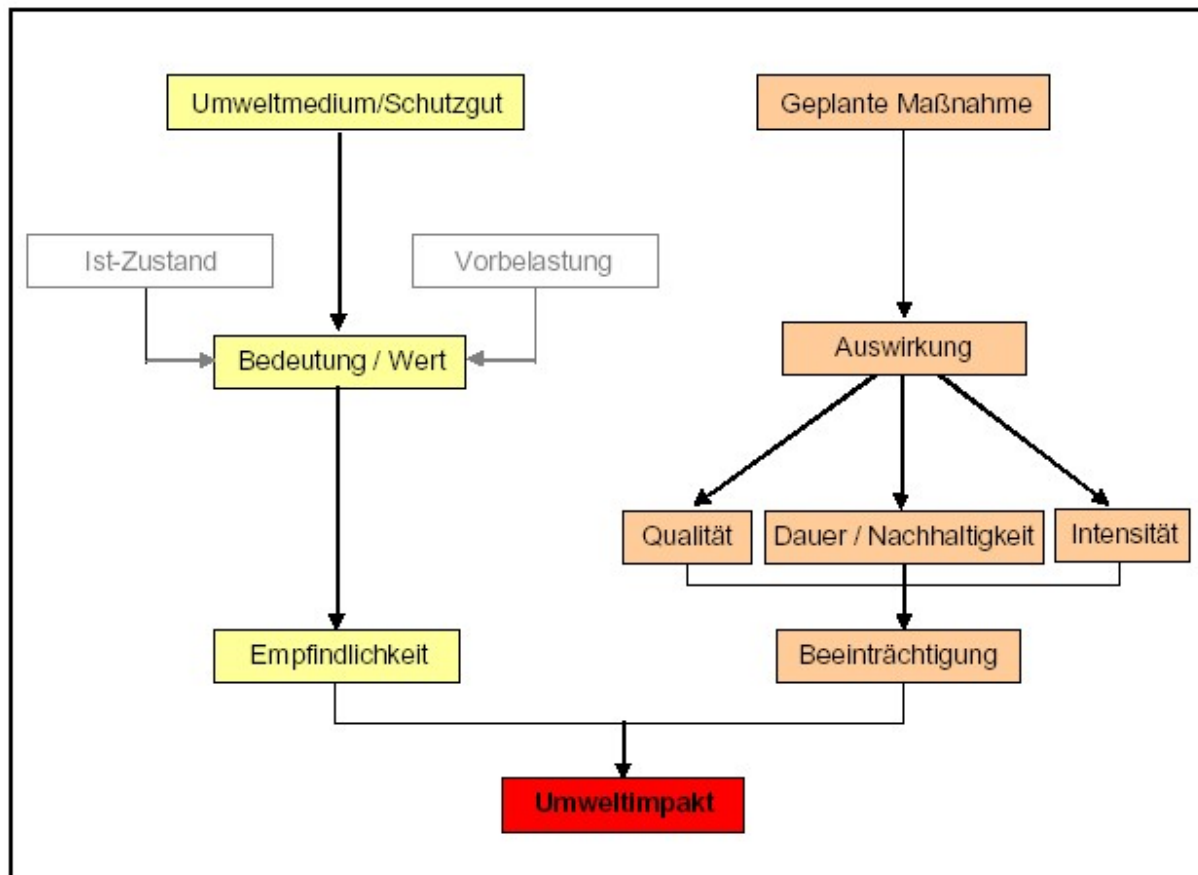 Umweltmedium/Schutzgut
Geplante Maßnahme
Ist-Zustand
Vorbelastung
Bedeutung / Wert
Auswirkung
Qualität
Dauer / Nachhaltigkeit
Intensität
Empfindlichkeit
Beeinträchtigung
Umweltimpakt